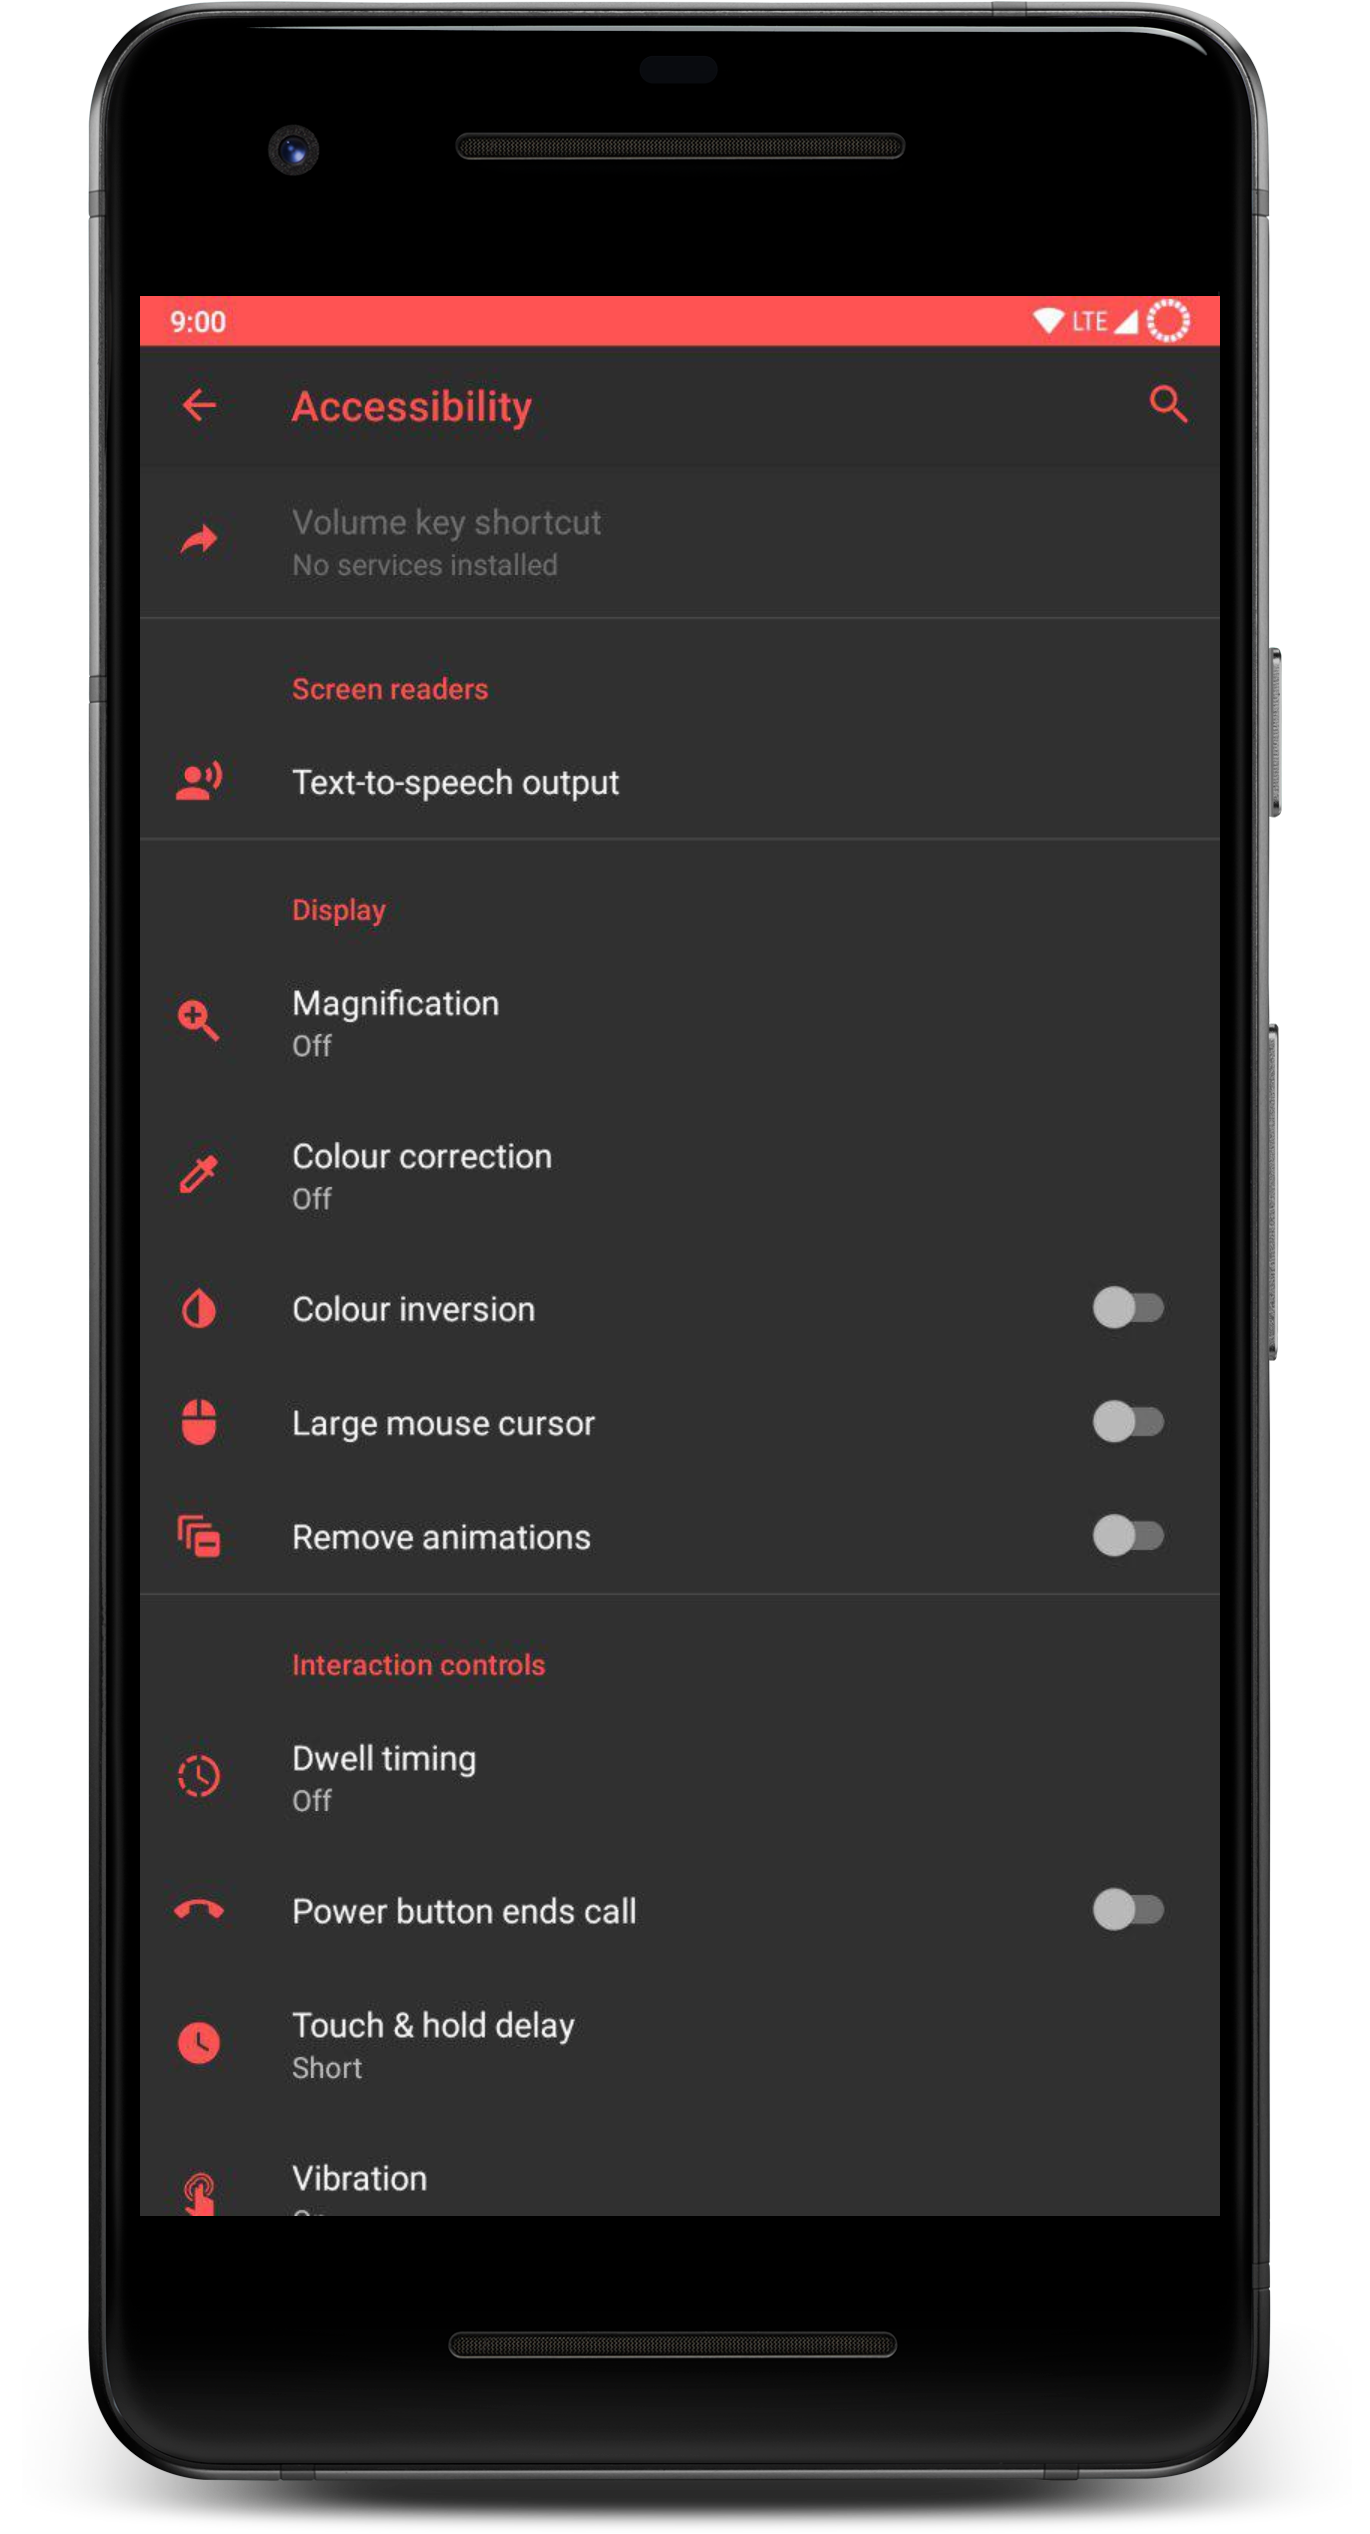 9:00 LTE
Accessibility
Volume key shortcut
No services installed
Screen readers
Text-to-speech output
Display
Magnification
Off
Colour correction
Off
Colour inversion
Large mouse cursor
Remove animations
Interaction controls
Dwell timing
Off
Power button ends call
Touch & hold delay
Short
Vibration